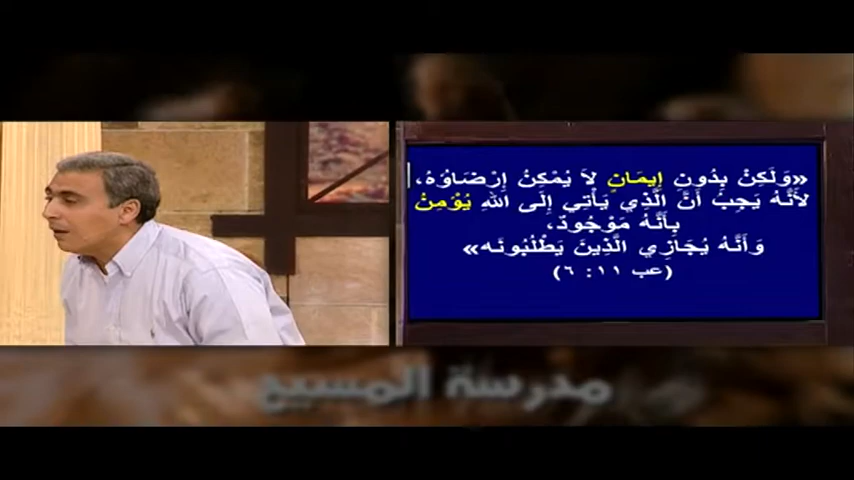 «وَلَكِنْ بِدُونِ إِيمَانٍ لاَ يُمْكِنُ إِرْضَاؤُهُ،
لأَنَّهُ يَجِبُ أَنَّ الَّذِي يَأْتِي إِلَى اللهِ يُؤْمِنُ
بِأَنَّهُ مَوْجُودٌ،
وَأَنَّهُ يُجَازِي الَّذِينَ يَطْلُبُونَه»
(عب ١١: ٦)
مدرسة المسيح